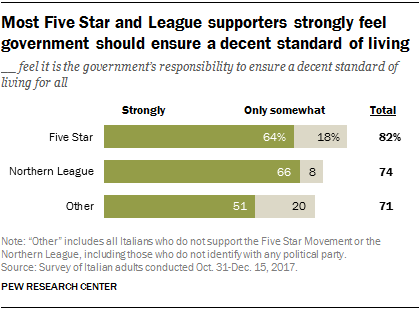 Most Five Star and League supporters strongly feel
government should ensure a decent standard of living
__ feel it is the government's responsibility to ensure a decent standard of
living for all
Strongly Only somewhat Total
Five Star 64% 18% 82%
Northern League 66 8 74
Other 51 20 71
Note: "Other" includes all Italians who do not support the Five Star Movement or the
Northern League, including those who do not identify with any political party.
Source: Survey of Italian adults conducted Oct. 31-Dec. 15, 2017.
PEW RESEARCH CENTER